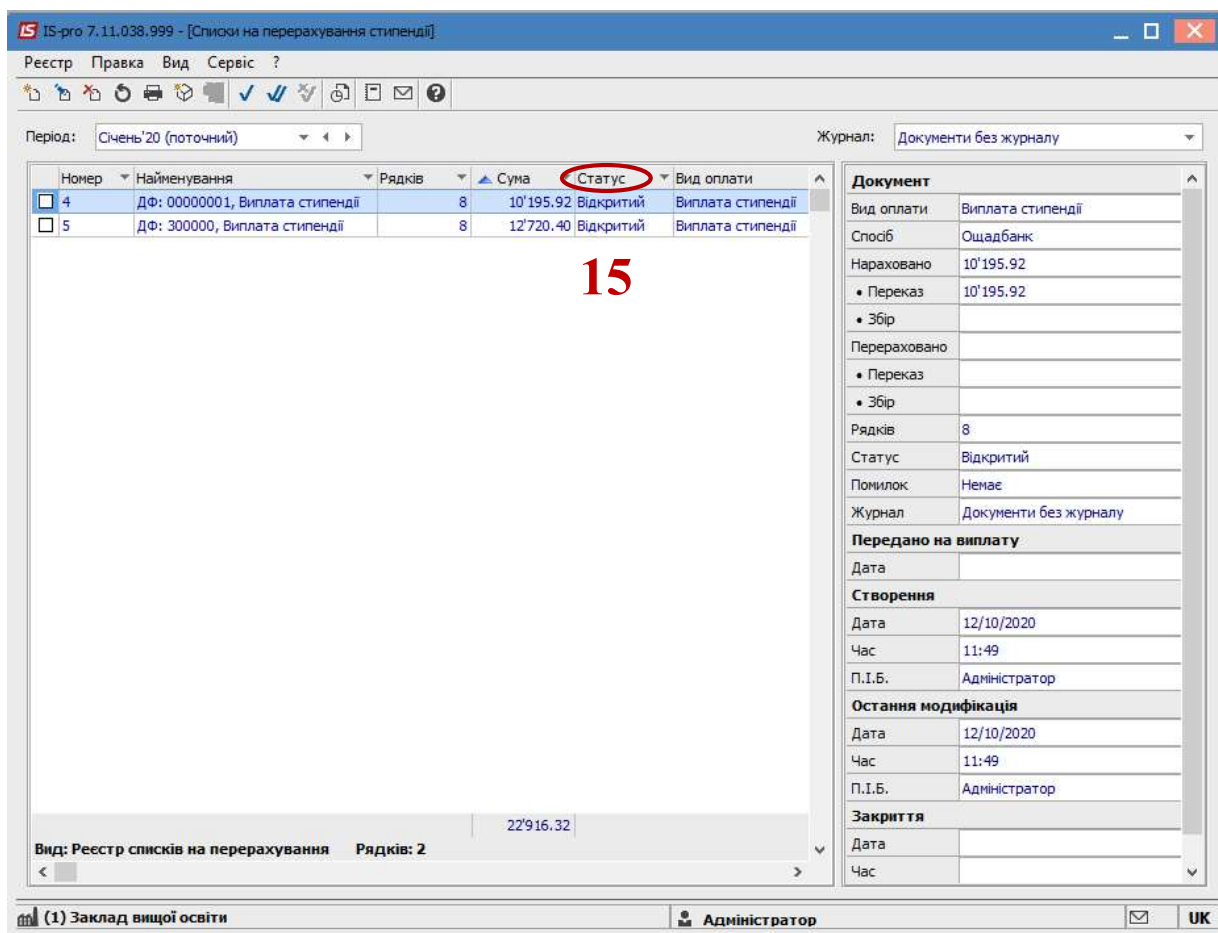 IS-pro 7.11.038.999 - [Списки на перерахування стипендії]
Реєстр Правка Вид Сервіс ?
Період: Січень'20 (поточний) Журнал: Документи без журналу
Номер Найменування Рядків Сума Статус Вид оплати
4 ДФ: 00000001, Виплата стипендії 8 10'195.92 Відкритий Виплата стипендії
5 ДФ: 300000, Виплата стипендії 8 12'720.40 Відкритий Виплата стипендії
15
22'916.32
Вид: Реєстр списків на перерахування Рядків: 2
Документ
Вид оплати Виплата стипендії
Спосіб Ощадбанк
Нараховано 10'195.92
• Переказ 10'195.92
• Збір
Перераховано
• Переказ
• Збір
Рядків 8
Статус Відкритий
Помилок Немає
Журнал Документи без журналу
Передано на виплату
Дата
Створення
Дата 12/10/2020
Час 11:49
П.І.Б. Адміністратор
Остання модифікація
Дата 12/10/2020
Час 11:49
П.І.Б. Адміністратор
Закриття
Дата
Час
(1) Заклад вищої освіти Адміністратор UK